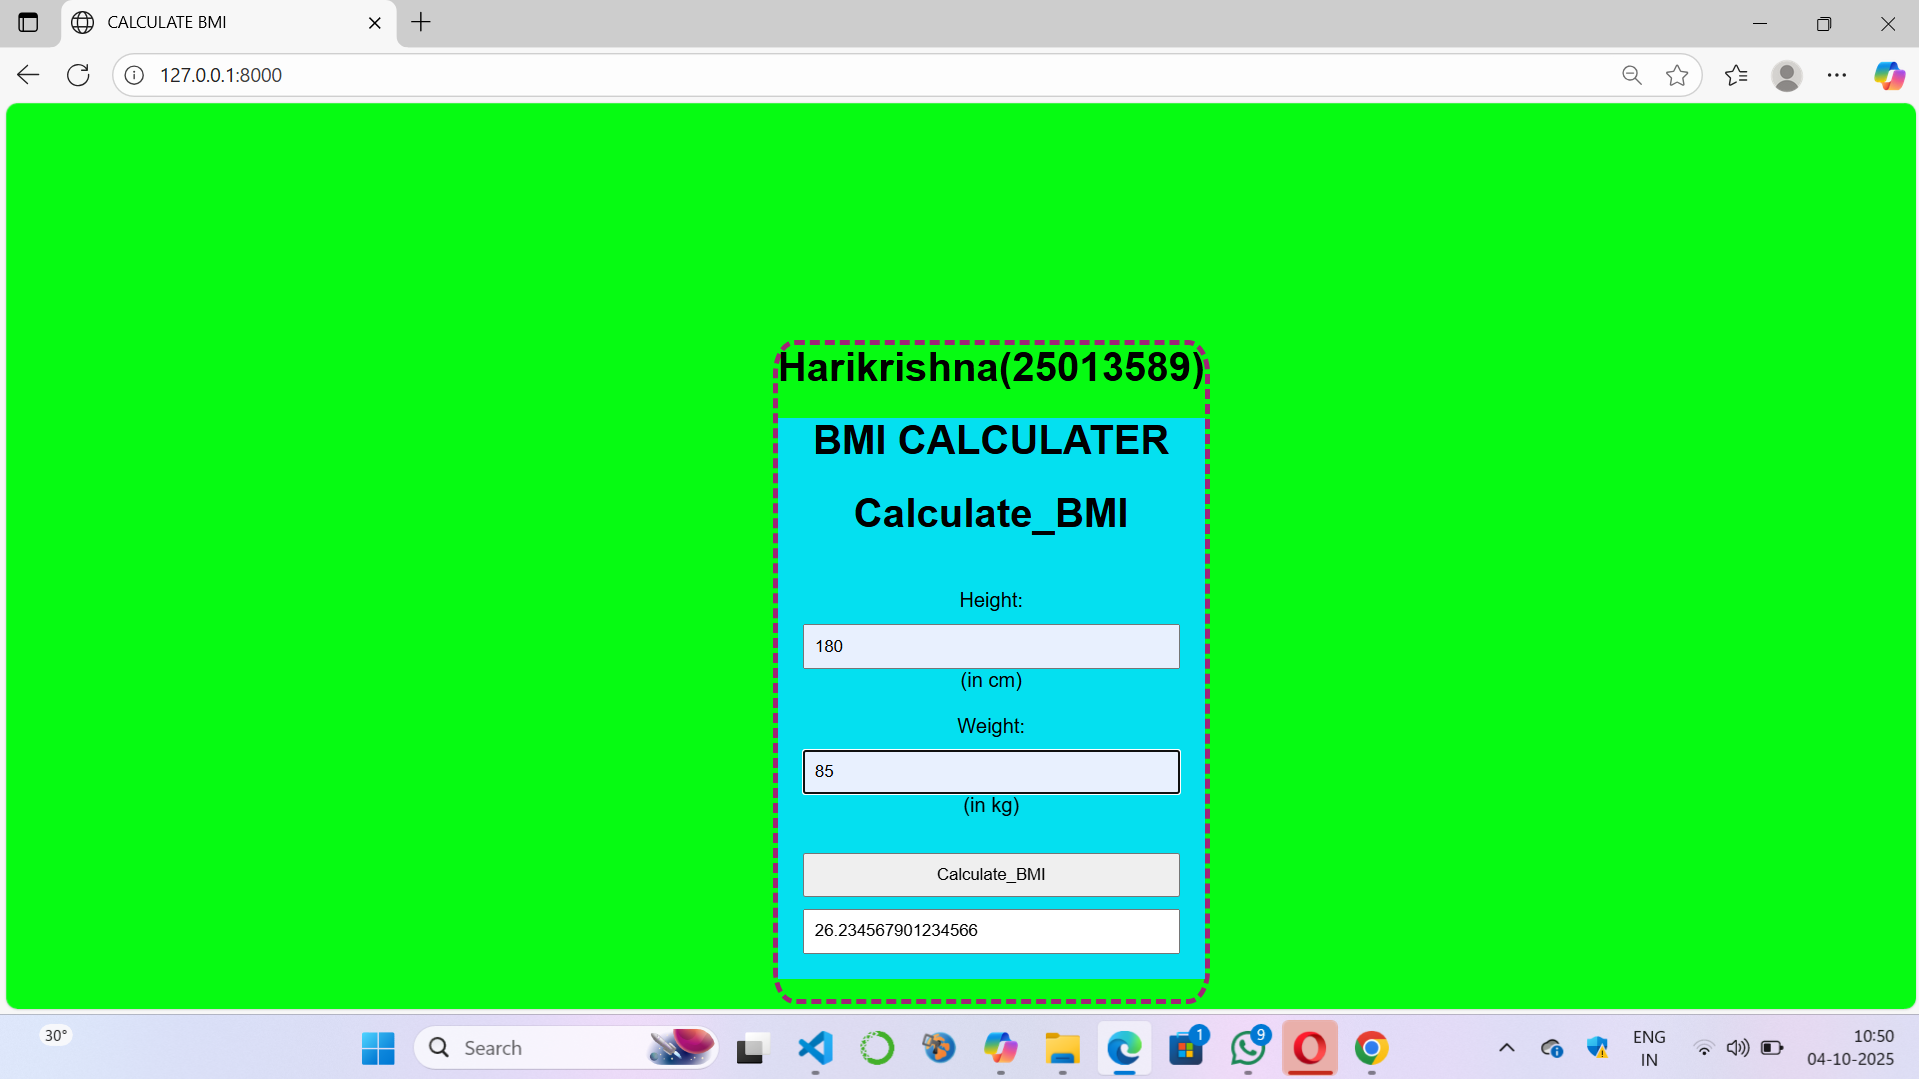 CALCULATE BMI
127.0.0.1:8000
Harikrishna(25013589)
BMI CALCULATER
Calculate_BMI
Height:
180
(in cm)
Weight:
85
(in kg)
Calculate_BMI
26.234567901234566
30°
Search
1
9
ENG
IN
10:50
04-10-2025